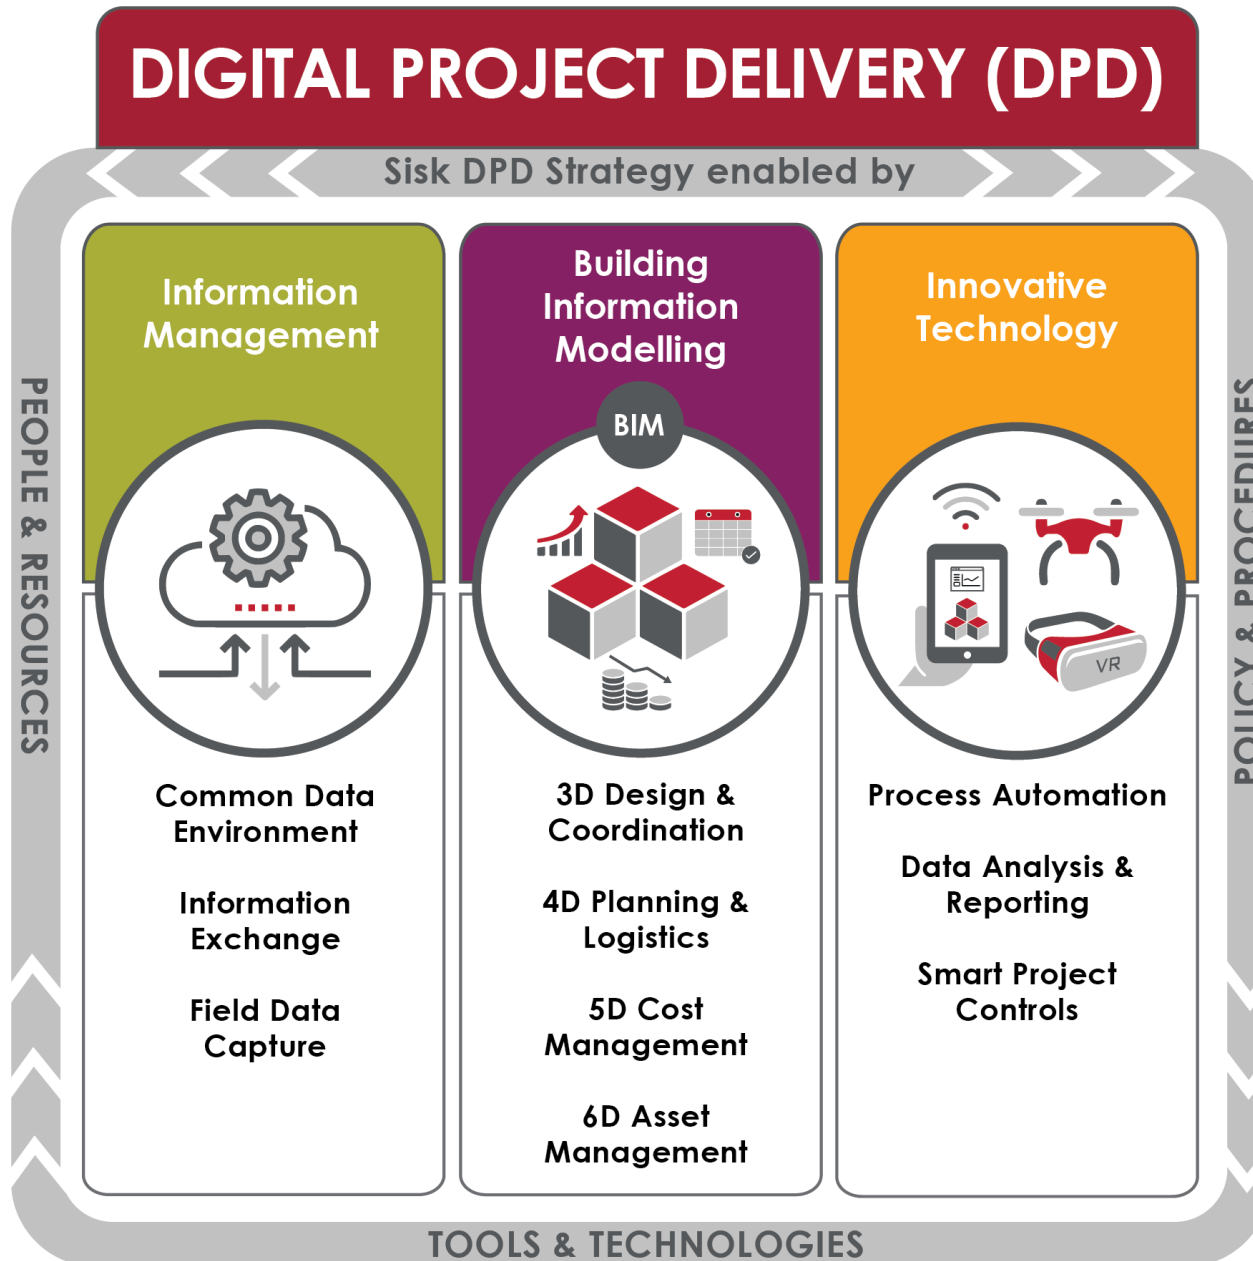 DIGITAL PROJECT DELIVERY (DPD)
Sisk DPD Strategy enabled by
PEOPLE & RESOURCES
Information
Management
Common Data
Environment
Information
Exchange
Field Data
Capture
Building
Information
Modelling
BIM
3D Design &
Coordination
4D Planning &
Logistics
5D Cost
Management
6D Asset
Management
Innovative
Technology
VR
Process Automation
Data Analysis &
Reporting
Smart Project
Controls
POLICY & PROCEDURES
TOOLS & TECHNOLOGIES